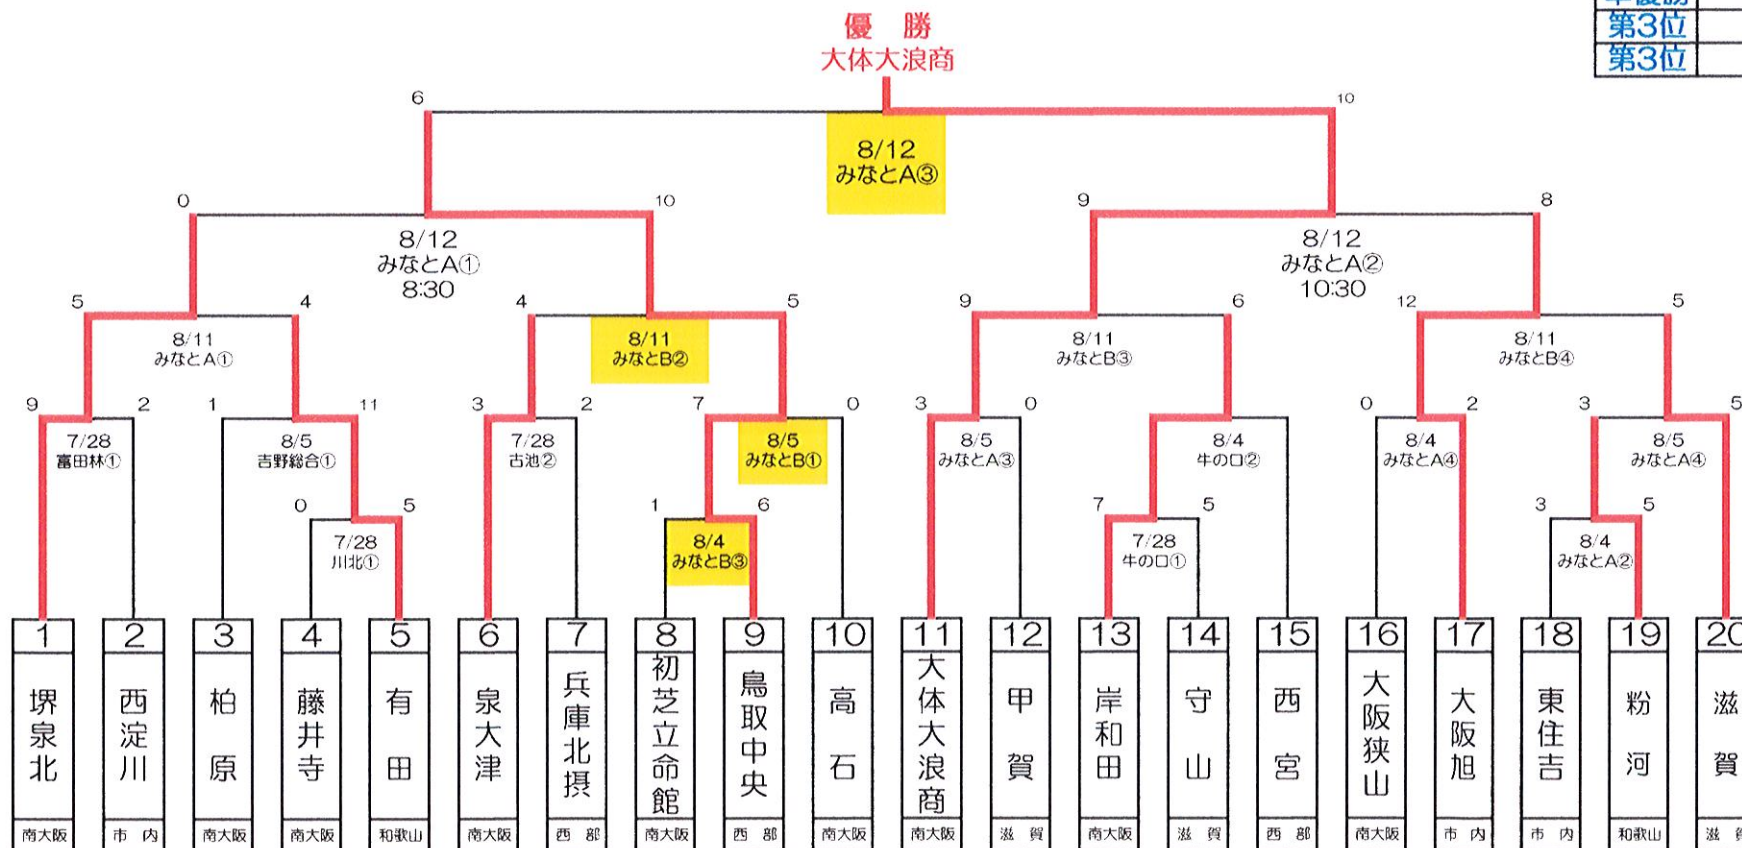 第3位
第3位
優 勝
大体大浪商
6
10
8/12
みなとA③
0
10
9
8
8/12
みなとA①
8:30
8/12
みなとA②
10:30
5
4
4
5
9
6
12
5
8/11
みなとA①
8/11
みなとB②
8/11
みなとB③
8/11
みなとB④
9
2
1
11
3
2
7
0
3
0
0
2
3
5
7/28
富田林①
8/5
吉野総合①
7/28
古池②
8/5
みなとB①
8/5
みなとA③
8/4
牛の口②
8/4
みなとA④
8/5
みなとA④
0
5
1
6
7
5
3
5
7/28
川北①
8/4
みなとB③
7/28
牛の口①
8/4
みなとA②
1
堺泉北
南大阪
2
西淀川
市 内
3
柏原
南大阪
4
藤井寺
南大阪
5
有田
和歌山
6
泉大津
南大阪
7
兵庫北摂
西 部
8
初芝立命館
南大阪
9
鳥取中央
西 部
10
高石
南大阪
11
大体大浪商
南大阪
12
甲賀
滋 賀
13
岸和田
南大阪
14
守山
滋 賀
15
西宮
西 部
16
大阪狭山
南大阪
17
大阪旭
市 内
18
東住吉
市 内
19
粉河
和歌山
20
滋賀
滋 賀